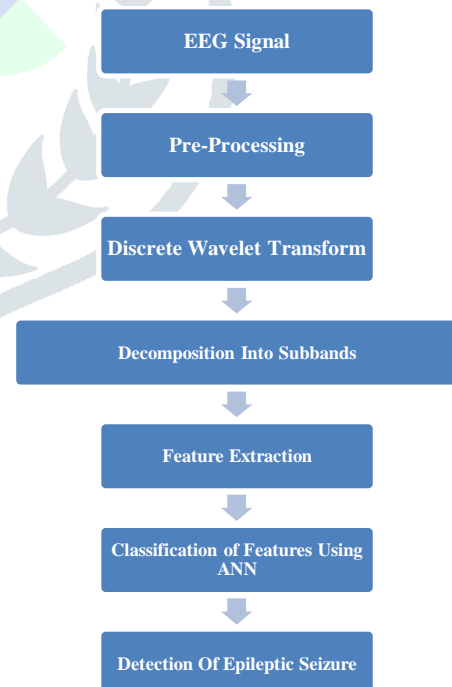 EEG Signal
Pre-Processing
Discrete Wavelet Transform
Decomposition Into Subbands
Feature Extraction
Classification of Features Using
ANN
Detection Of Epileptic Seizure